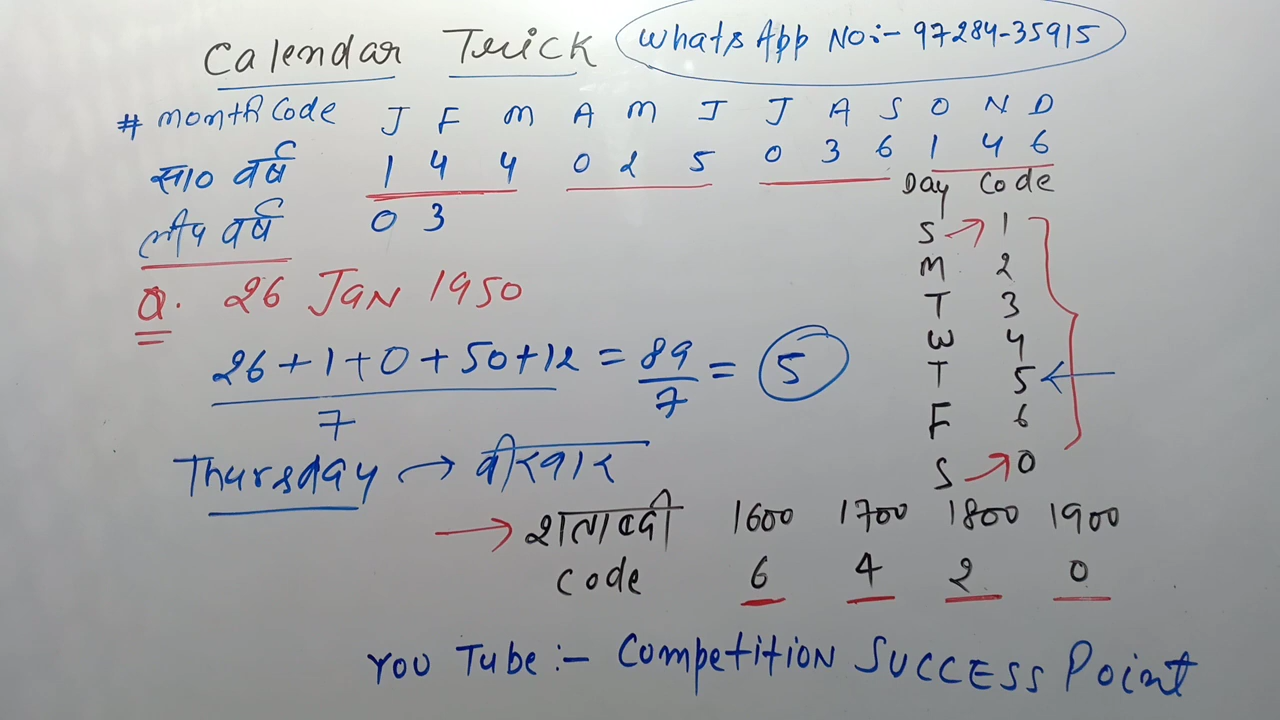 Calendar Trick WhatsApp No:- 97284-35915
# month Code J F M A M J J A S O N D
सा० वर्ष 1 4 4 0 2 5 0 3 6 1 4 6
Day Code
लीप वर्ष 0 3
S → 1
M 2
T 3
W 4
T 5 ←
F 6
S → 0
Q. 26 JAN 1950
26+1+0+50+12 = 89 = 5
7 7
Thursday → वीरवार
→ शताब्दी 1600 1700 1800 1900
Code 6 4 2 0
You Tube:- Competition SUCCESS Point